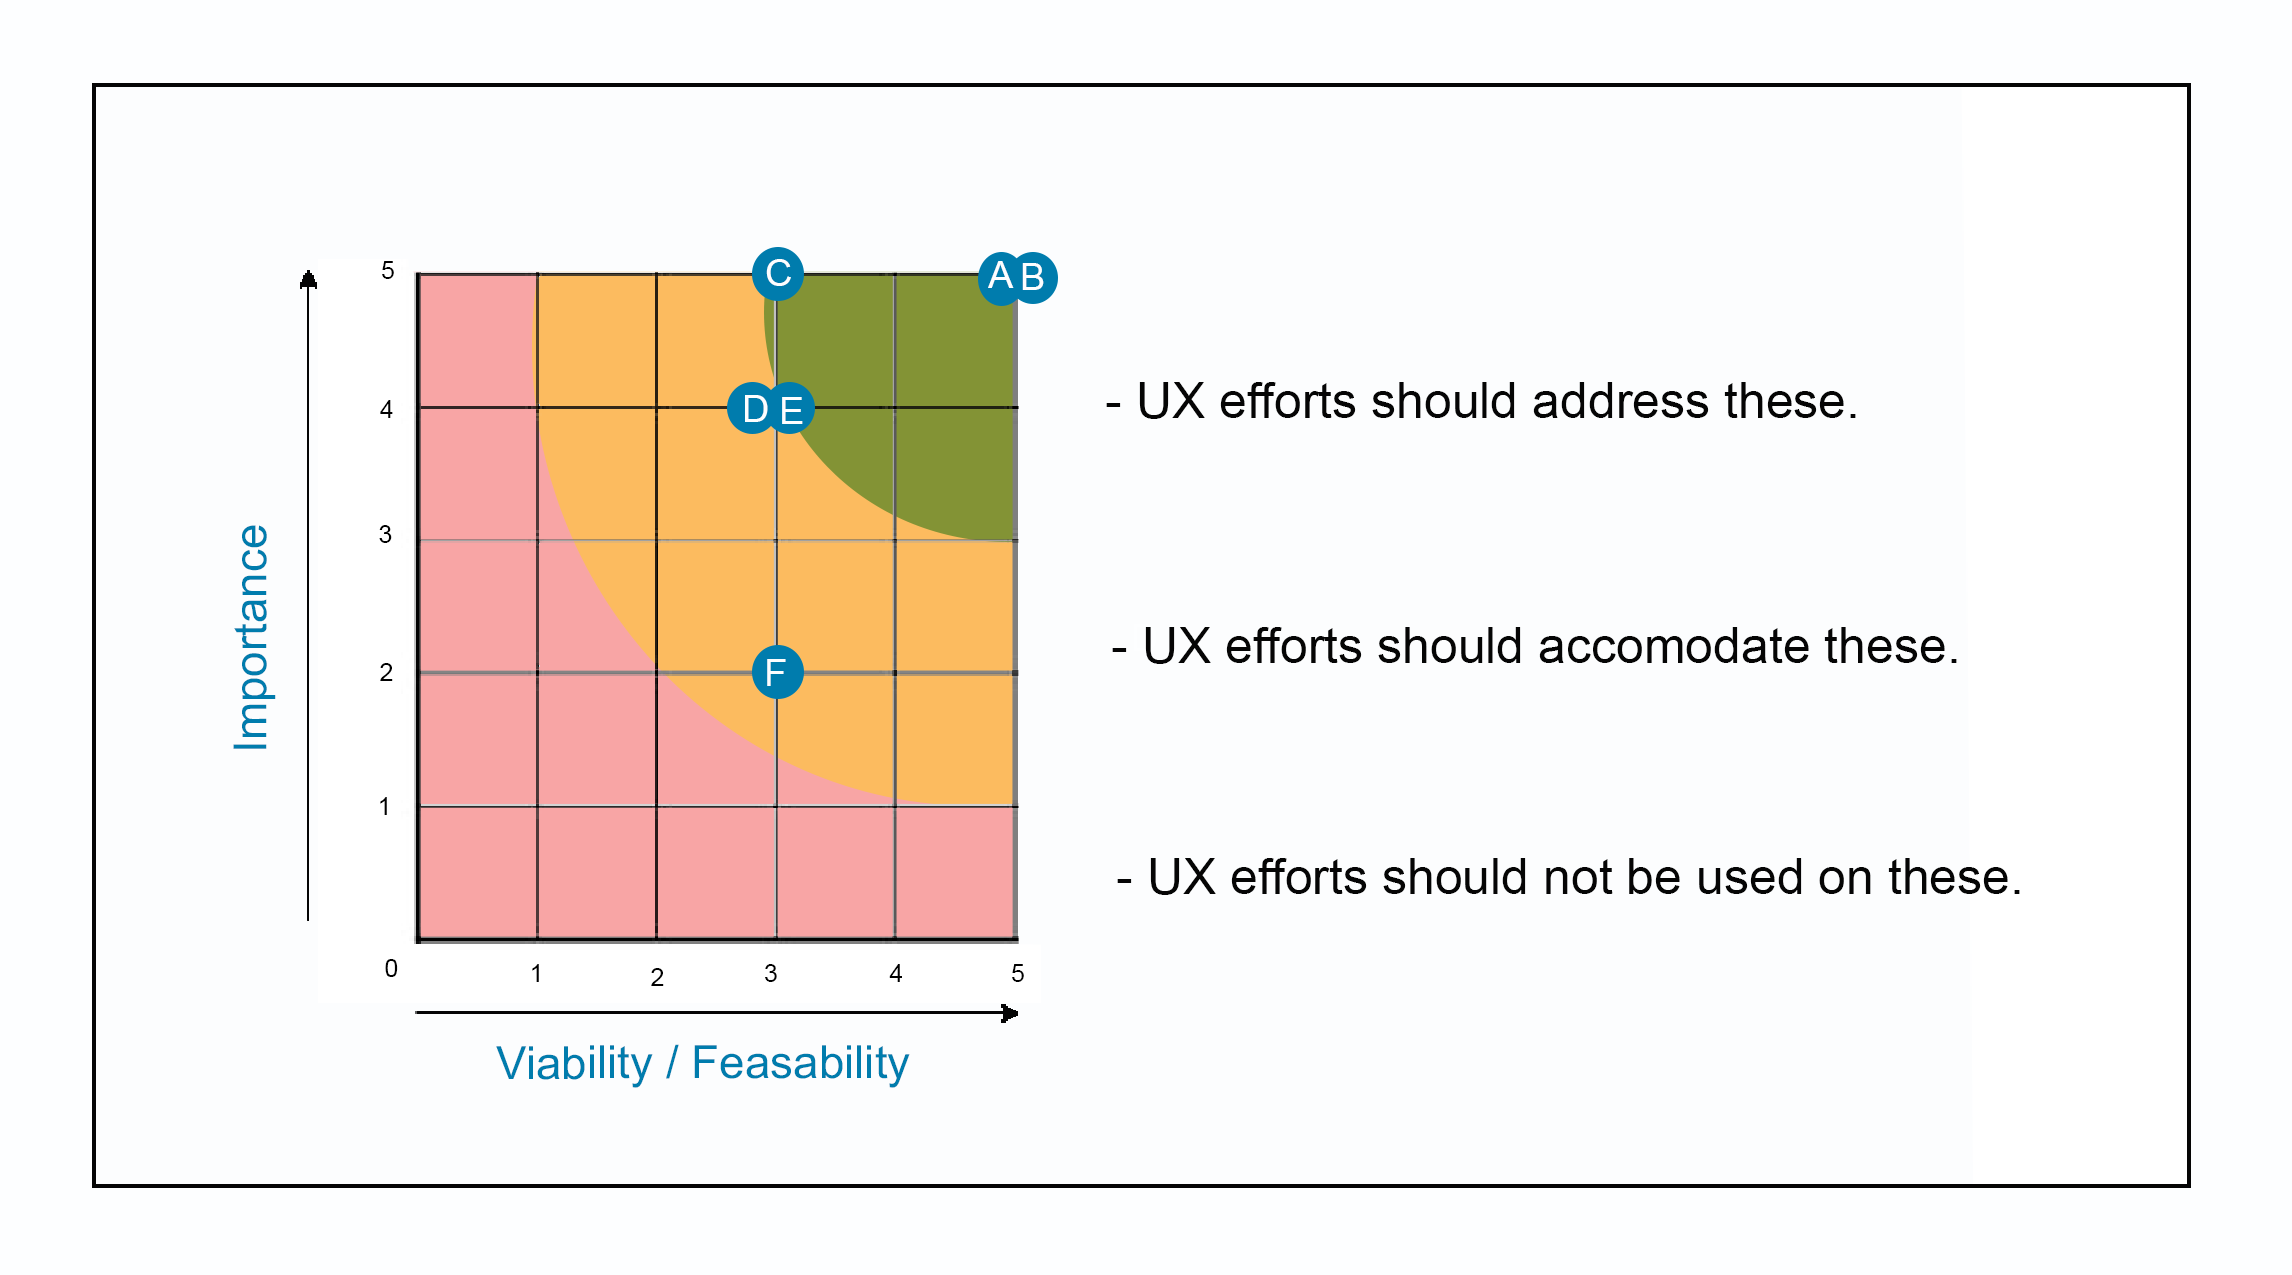 5
C
A B
4
D E
- UX efforts should address these.
3
Importance
- UX efforts should accomodate these.
2
F
1
- UX efforts should not be used on these.
0
1 2 3 4 5
Viability / Feasability